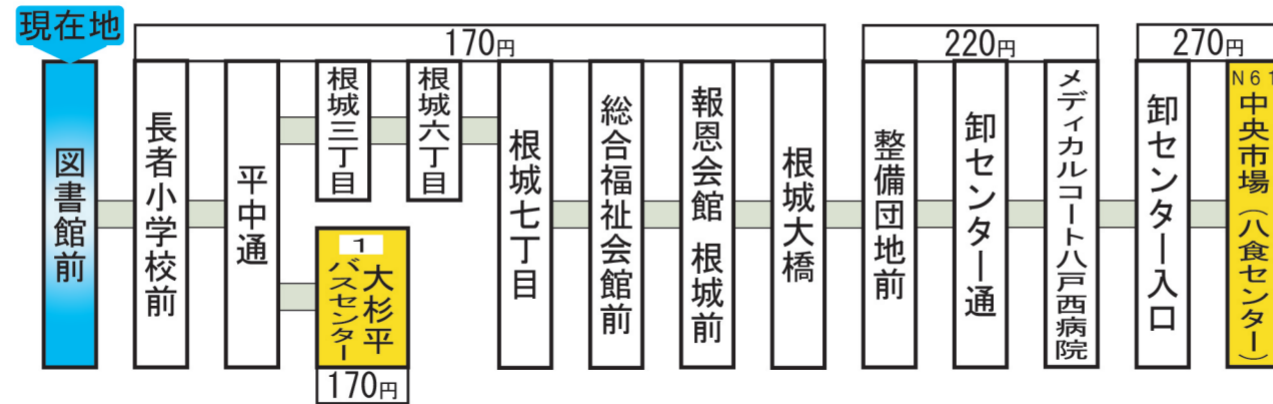 現在地
170円
220円
270円
図書館前
長者小学校前
平中通
根城三丁目
根城六丁目
1
大杉平
バスセンター
170円
根城七丁目
総合福祉会館前
報恩会館 根城前
根城大橋
整備団地前
卸センター通
メディカルコート八戸西病院
卸センター入口
N61
中央市場(八食センター)